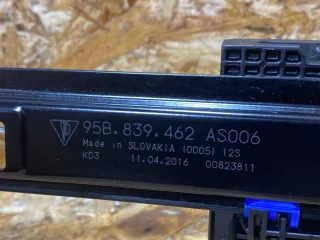 95B.839.462 AS006
Made in SLOVAKIA (0005) 12S
KD3 11.04.2016 00823811